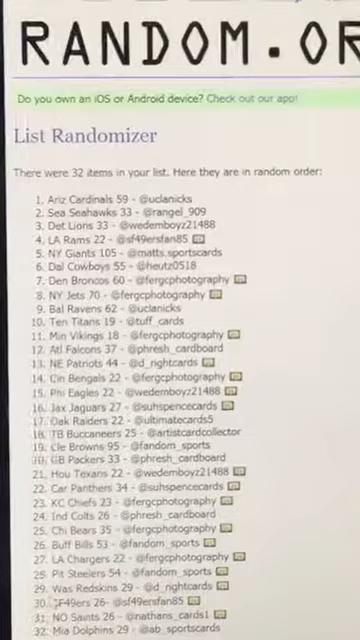 RANDOM.OR
Do you own an iOS or Android device? Check out our app!
List Randomizer
There were 32 items in your list. Here they are in random order:
1. Ariz Cardinals 59 - @uclanicks
2. Sea Seahawks 33 - @rangel_909
3. Det Lions 33 - @wedemboyz21488
4. LA Rams 22 - @sf49ersfan85
5. NY Giants 105 - @matts.sportscards
6. Dal Cowboys 55 - @heutz0518
7. Den Broncos 60 - @fergcphotography
8. NY Jets 70 - @fergcphotography
9. Bal Ravens 62 - @uclanicks
10. Ten Titans 19 - @tuff_cards
11. Min Vikings 18 - @fergcphotography
12. Atl Falcons 37 - @phresh_cardboard
13. NE Patriots 44 - @d_rightcards
14. Cin Bengals 22 - @fergcphotography
15. Phi Eagles 22 - @wedemboyz21488
16. Jax Jaguars 27 - @suhspencecards
17. Oak Raiders 22 - @ultimatecards5
18. TB Buccaneers 25 - @artistcardcollector
19. Cle Browns 95 - @fandom_sports
20. GB Packers 33 - @phresh_cardboard
21. Hou Texans 22 - @wedemboyz21488
22. Car Panthers 34 - @suhspencecards
23. KC Chiefs 23 - @fergcphotography
24. Ind Colts 26 - @phresh_cardboard
25. Chi Bears 35 - @fergcphotography
26. Buff Bills 53 - @fandom_sports
27. LA Chargers 22 - @fergcphotography
28. Pit Steelers 54 - @fandom_sports
29. Was Redskins 29 - @d_rightcards
30. SF49ers 26- @sf49ersfan85
31. NO Saints 26 - @nathans_cards1
32. Mia Dolphins 29 - @ab_sportscards